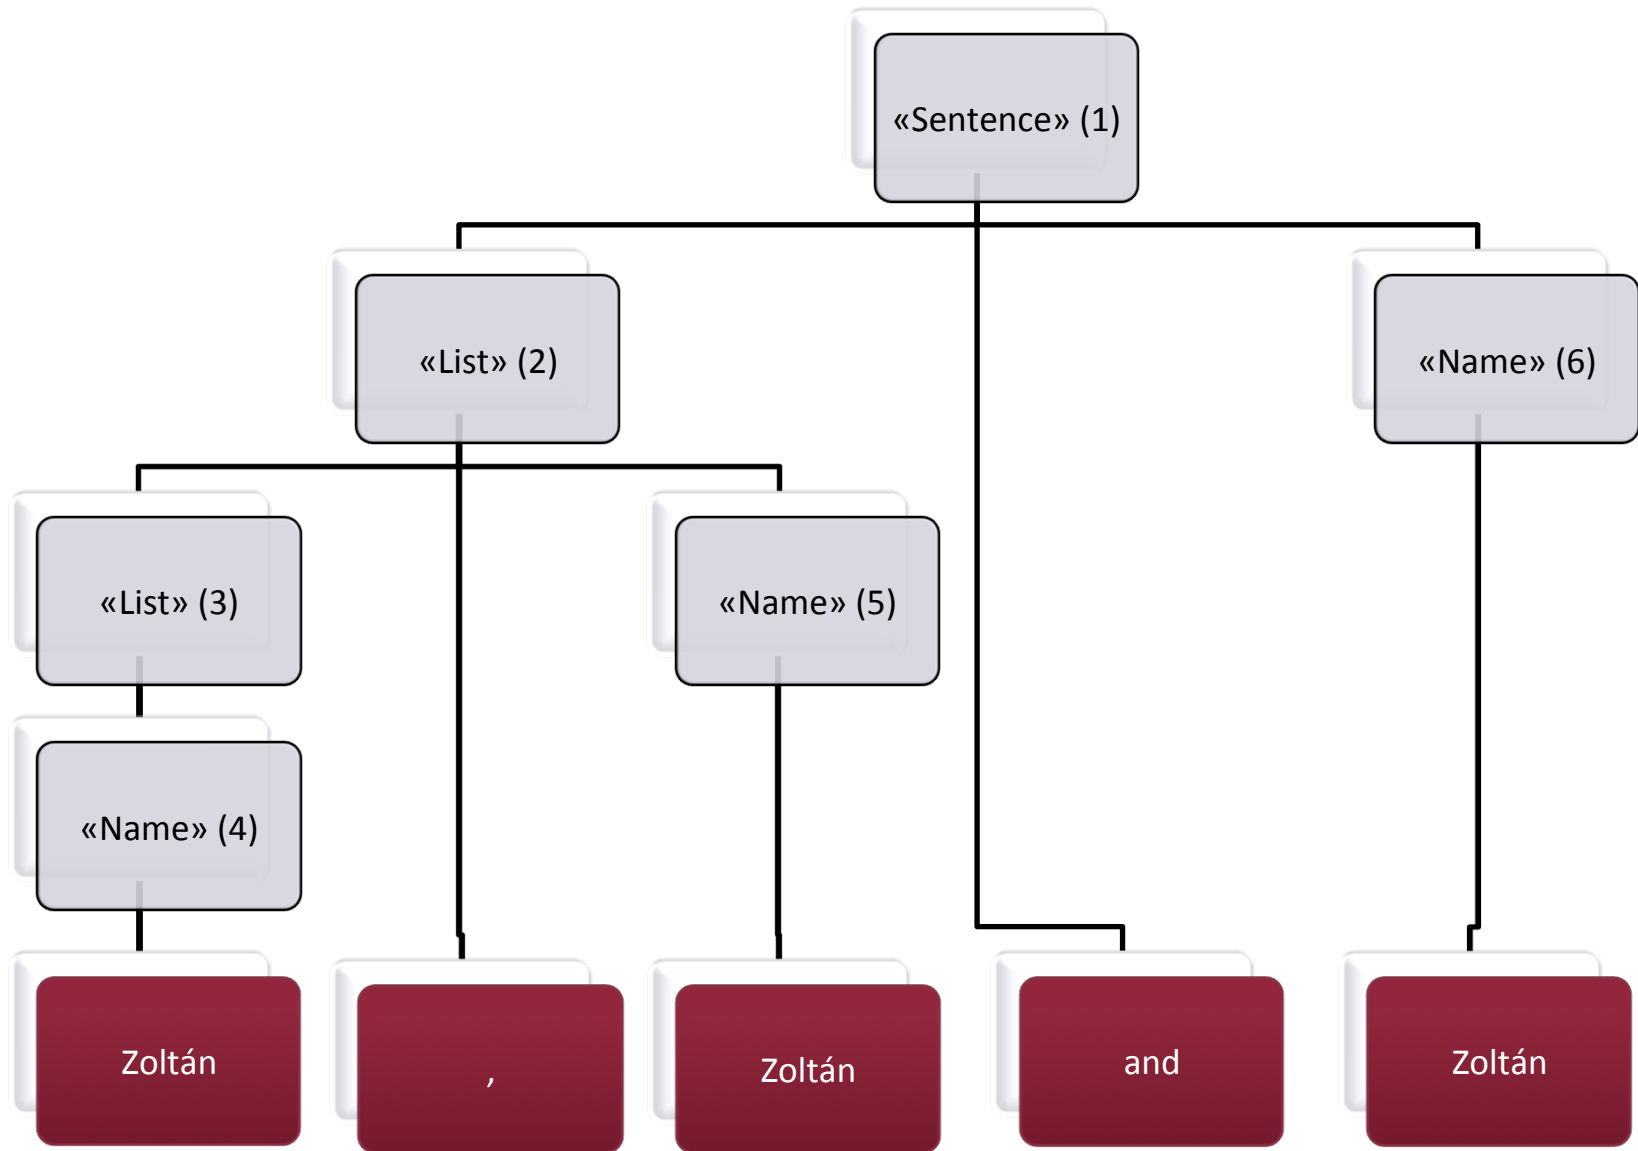 «Sentence» (1)
«List» (2)
«Name» (6)
«List» (3)
«Name» (5)
«Name» (4)
Zoltán
,
Zoltán
and
Zoltán